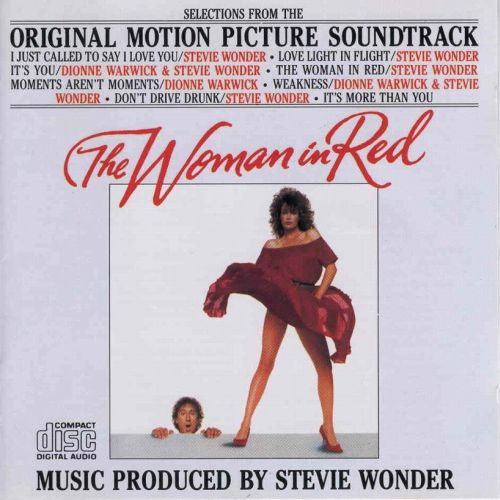 SELECTIONS FROM THE
ORIGINAL MOTION PICTURE SOUNDTRACK
I JUST CALLED TO SAY I LOVE YOU/STEVIE WONDER • LOVE LIGHT IN FLIGHT/STEVIE WONDER
IT'S YOU/DIONNE WARWICK & STEVIE WONDER • THE WOMAN IN RED/STEVIE WONDER
MOMENTS AREN'T MOMENTS/DIONNE WARWICK • WEAKNESS/DIONNE WARWICK & STEVIE
WONDER • DON'T DRIVE DRUNK/STEVIE WONDER • IT'S MORE THAN YOU
The Woman in Red
COMPACT
disc
DIGITAL AUDIO
MUSIC PRODUCED BY STEVIE WONDER